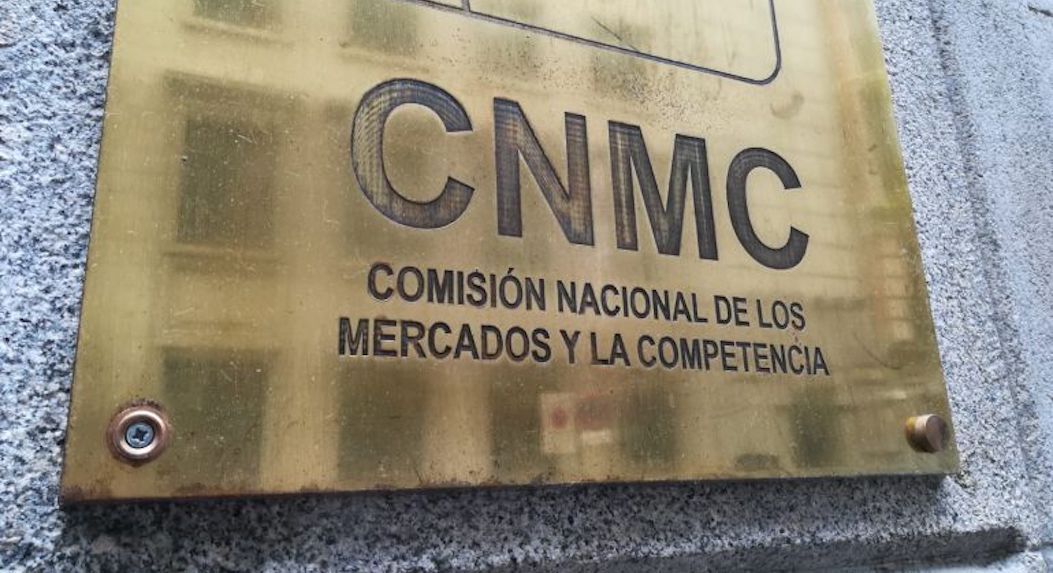 CNMC
COMISIÓN NACIONAL DE LOS
MERCADOS Y LA COMPETENCIA